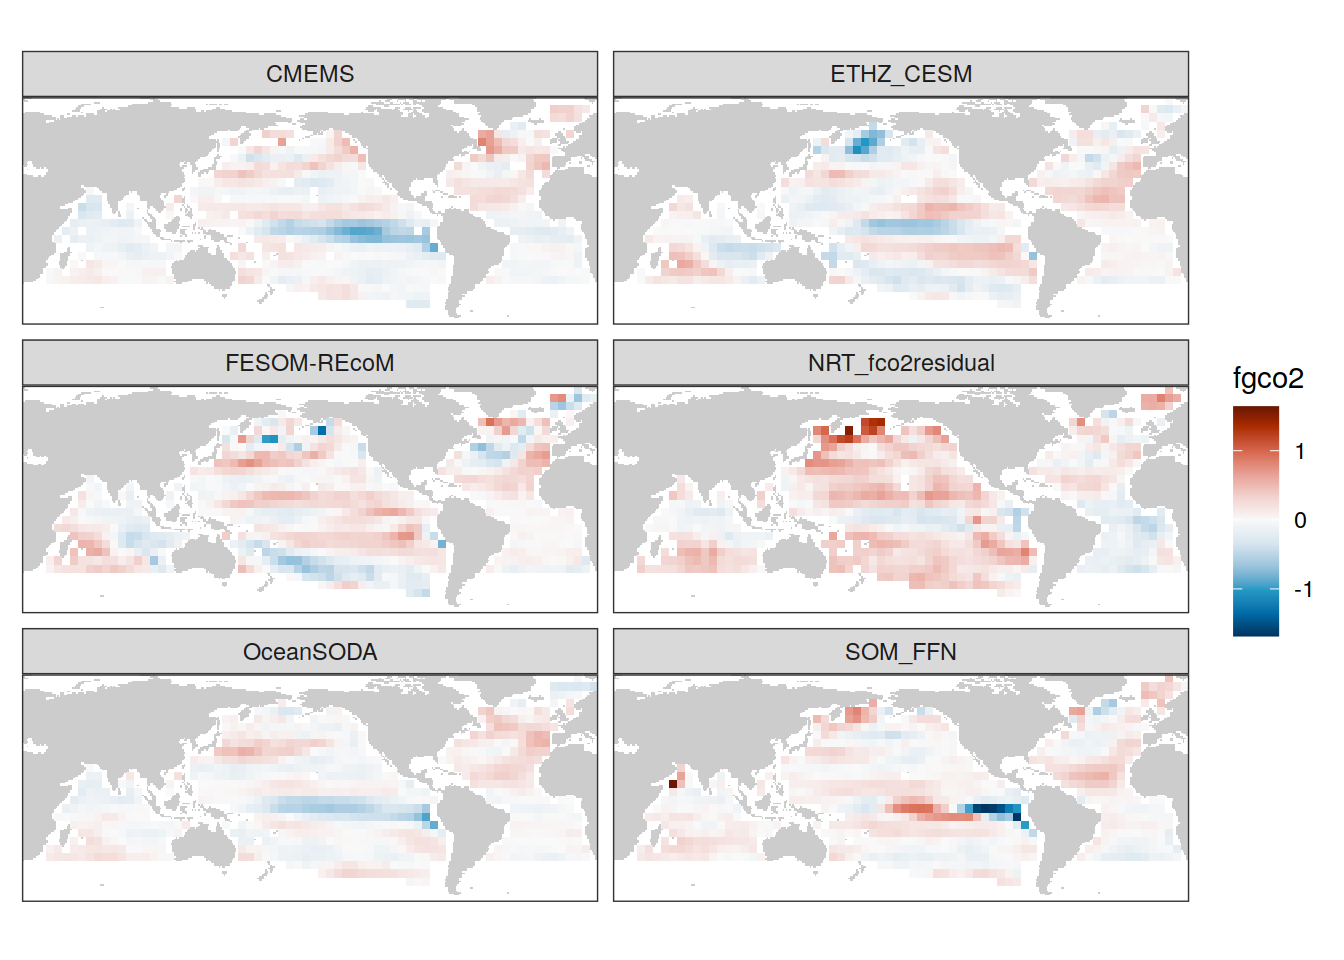 CMEMS
ETHZ_CESM
FESOM-REcoM
NRT_fco2residual
OceanSODA
SOM_FFN
fgco2
1
0
-1